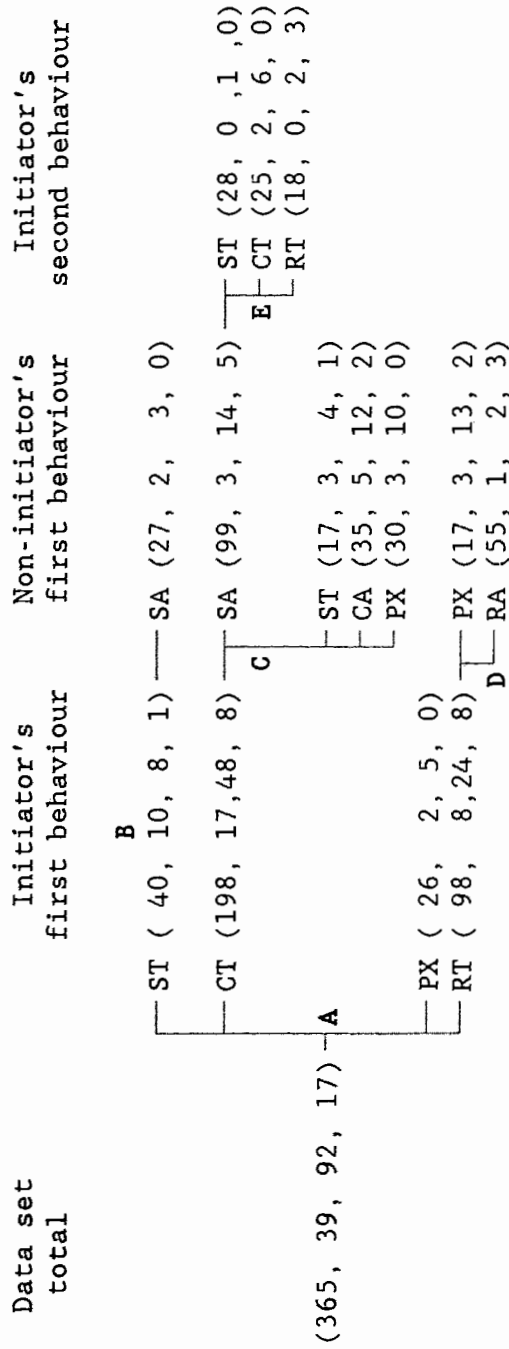 Data set total
Initiator's first behaviour
Non-initiator's first behaviour
Initiator's second behaviour
(365, 39, 92, 17)
A
B
ST ( 40, 10, 8, 1)
SA (27, 2, 3, 0)
CT (198, 17,48, 8)
SA (99, 3, 14, 5)
ST (28, 0 ,1 ,0)
E
CT (25, 2, 6, 0)
RT (18, 0, 2, 3)
C
ST (17, 3, 4, 1)
CA (35, 5, 12, 2)
PX (30, 3, 10, 0)
PX ( 26, 2, 5, 0)
RT ( 98, 8,24, 8)
PX (17, 3, 13, 2)
D
RA (55, 1, 2, 3)